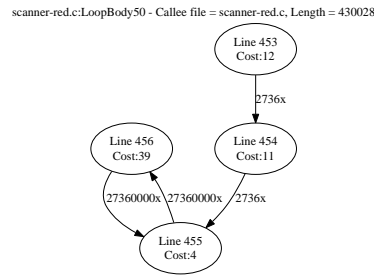 scanner-red.c:LoopBody50 - Callee file = scanner-red.c, Length = 430028
Line 453
Cost:12
2736x
Line 456
Cost:39
Line 454
Cost:11
27360000x
27360000x
2736x
Line 455
Cost:4